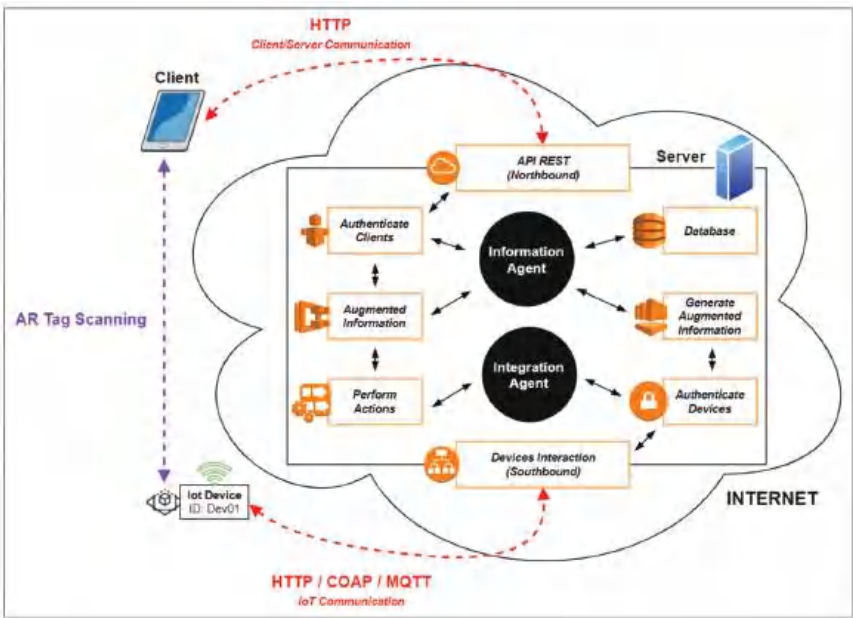 HTTP
Client/Server Communication
Client
API REST
(Northbound)
Server
Authenticate
Clients
Information
Agent
Database
AR Tag Scanning
Augmented
Information
Generate
Augmented
Information
Integration
Agent
Perform
Actions
Authenticate
Devices
Devices Interaction
(Southbound)
Iot Device
ID: Dev01
INTERNET
HTTP / COAP / MQTT
IoT Communication